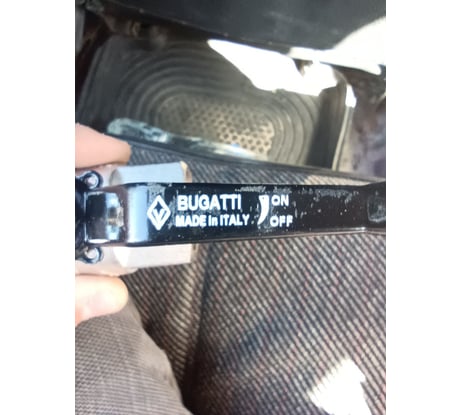 BUGATTI
MADE in ITALY
ON
OFF